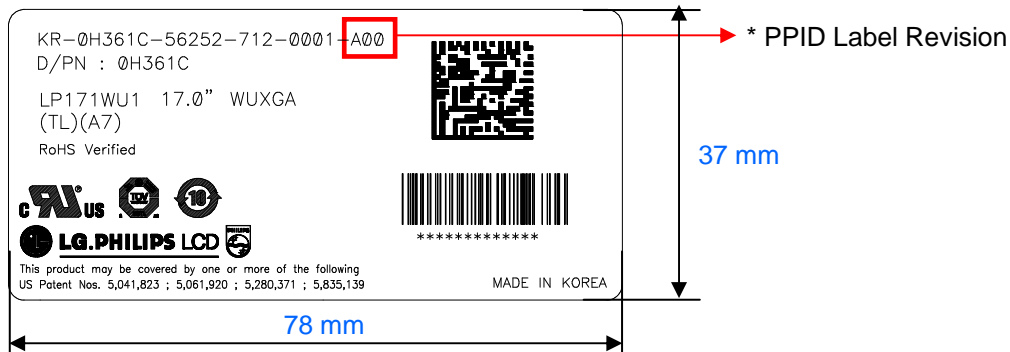 KR-0H361C-56252-712-0001-A00
* PPID Label Revision
D/PN : 0H361C
LP171WU1 17.0" WUXGA
(TL)(A7)
RoHS Verified
37 mm
c RU ® US TÜV 10
*************
LG.PHILIPS LCD PHILIPS
This product may be covered by one or more of the following
US Patent Nos. 5,041,823 ; 5,061,920 ; 5,280,371 ; 5,835,139
MADE IN KOREA
78 mm